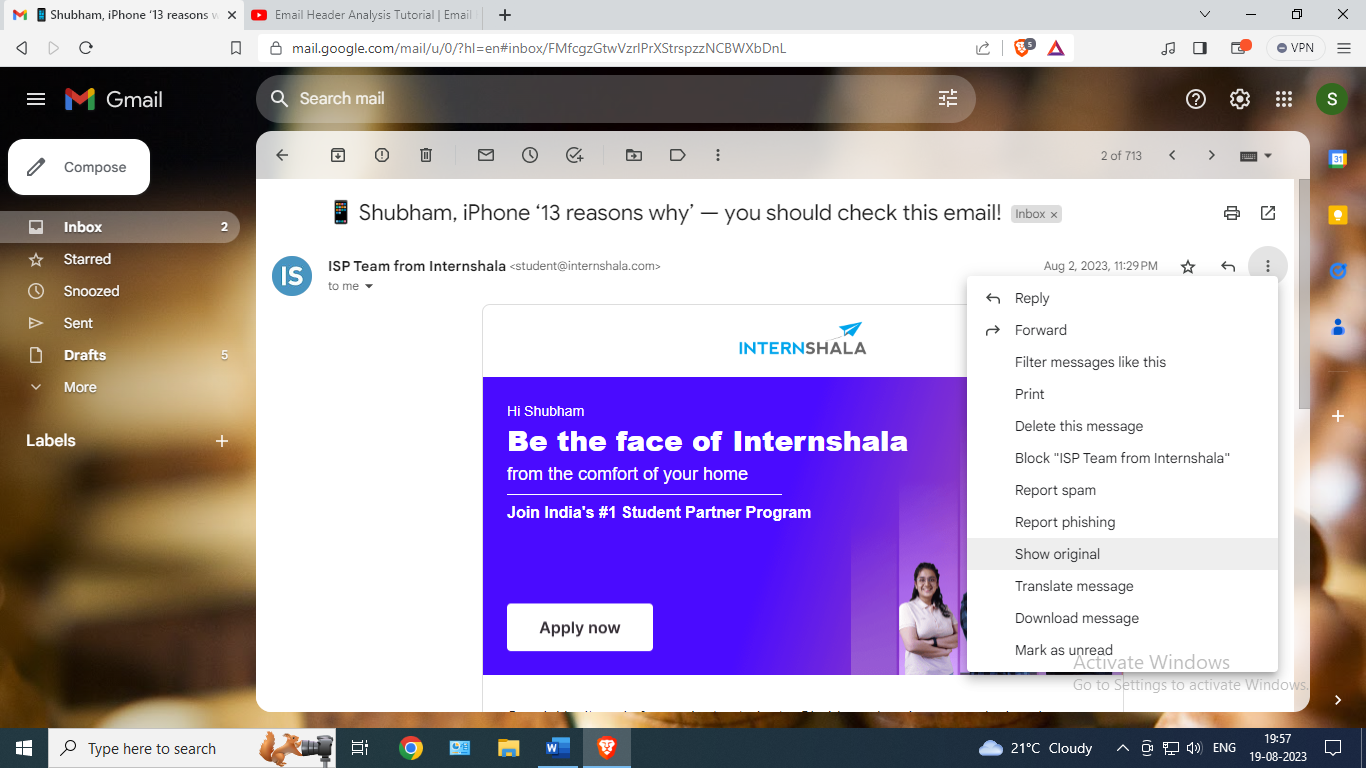 Shubham, iPhone ‘13 reasons w
Email Header Analysis Tutorial | Email
mail.google.com/mail/u/0/?hl=en#inbox/FMfcgzGtwVzrlPrXStrspzzNCBWXbDnL
5
VPN
Gmail
Search mail
S
Compose
2 of 713
31
Inbox 2
Starred
Snoozed
Sent
Drafts 5
More
Labels
📱 Shubham, iPhone ‘13 reasons why’ — you should check this email! Inbox ×
IS
ISP Team from Internshala <student@internshala.com> Aug 2, 2023, 11:29 PM
to me
INTERNSHALA
Hi Shubham
Be the face of Internshala
from the comfort of your home
Join India's #1 Student Partner Program
Apply now
Reply
Forward
Filter messages like this
Print
Delete this message
Block "ISP Team from Internshala"
Report spam
Report phishing
Show original
Translate message
Download message
Mark as unread
Activate Windows
Go to Settings to activate Windows.
Type here to search
21°C Cloudy
ENG
19:57
19-08-2023